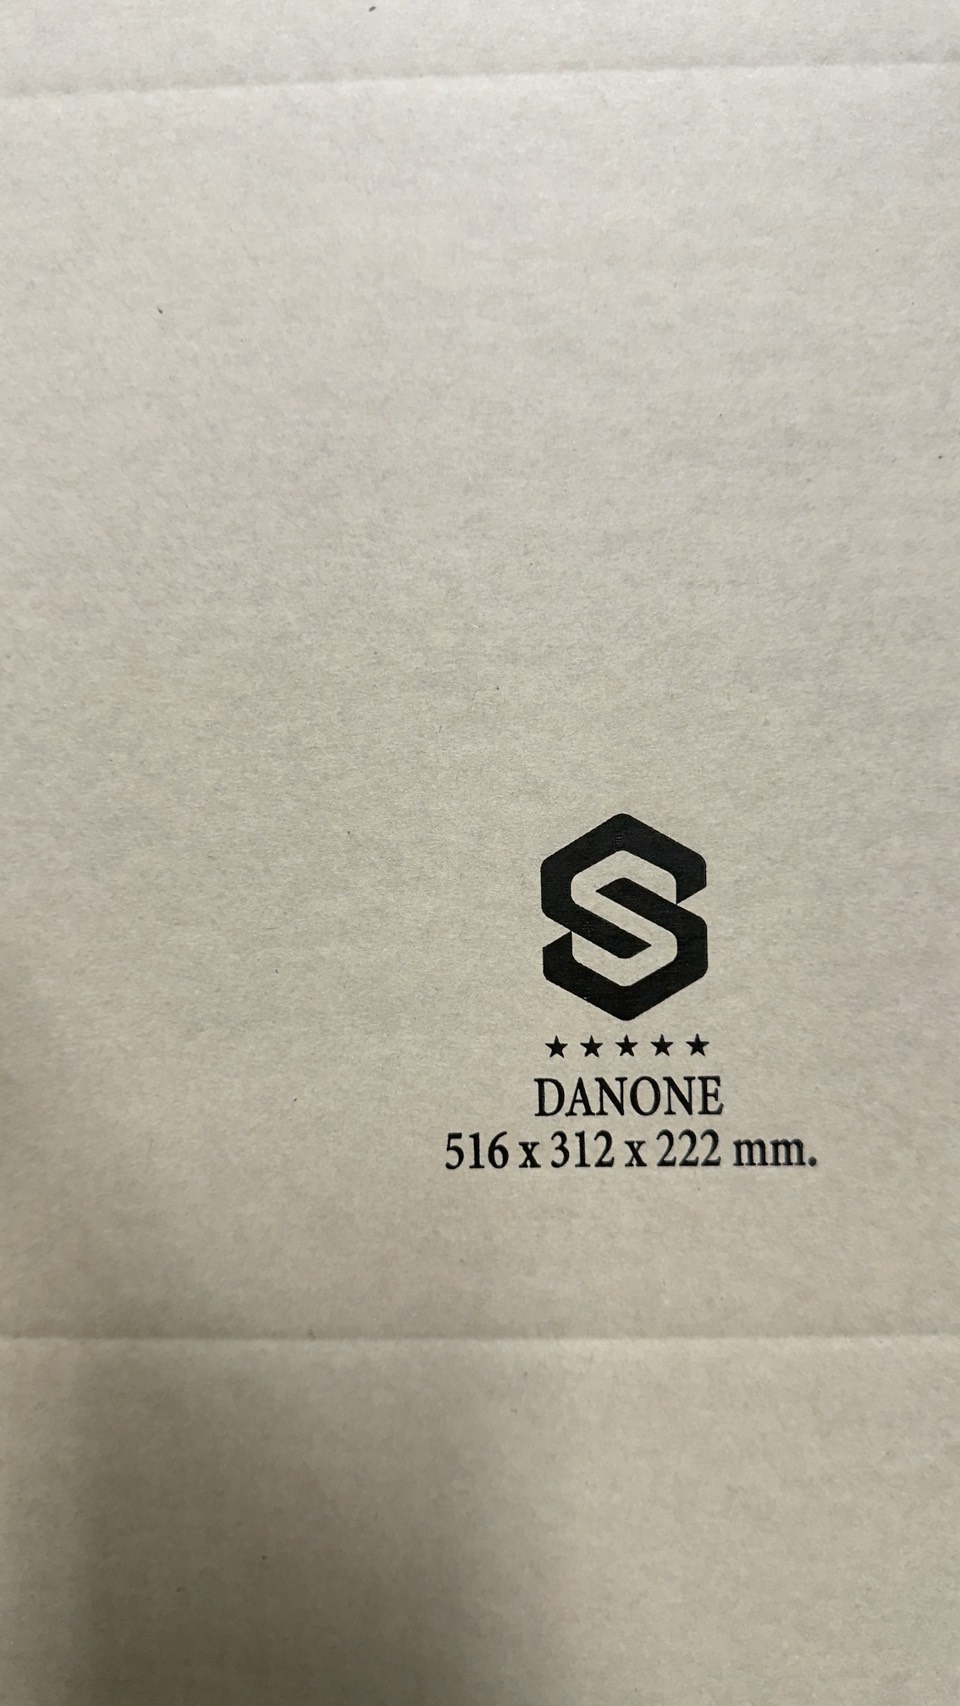 S
★★★★★
DANONE
516 x 312 x 222 mm.